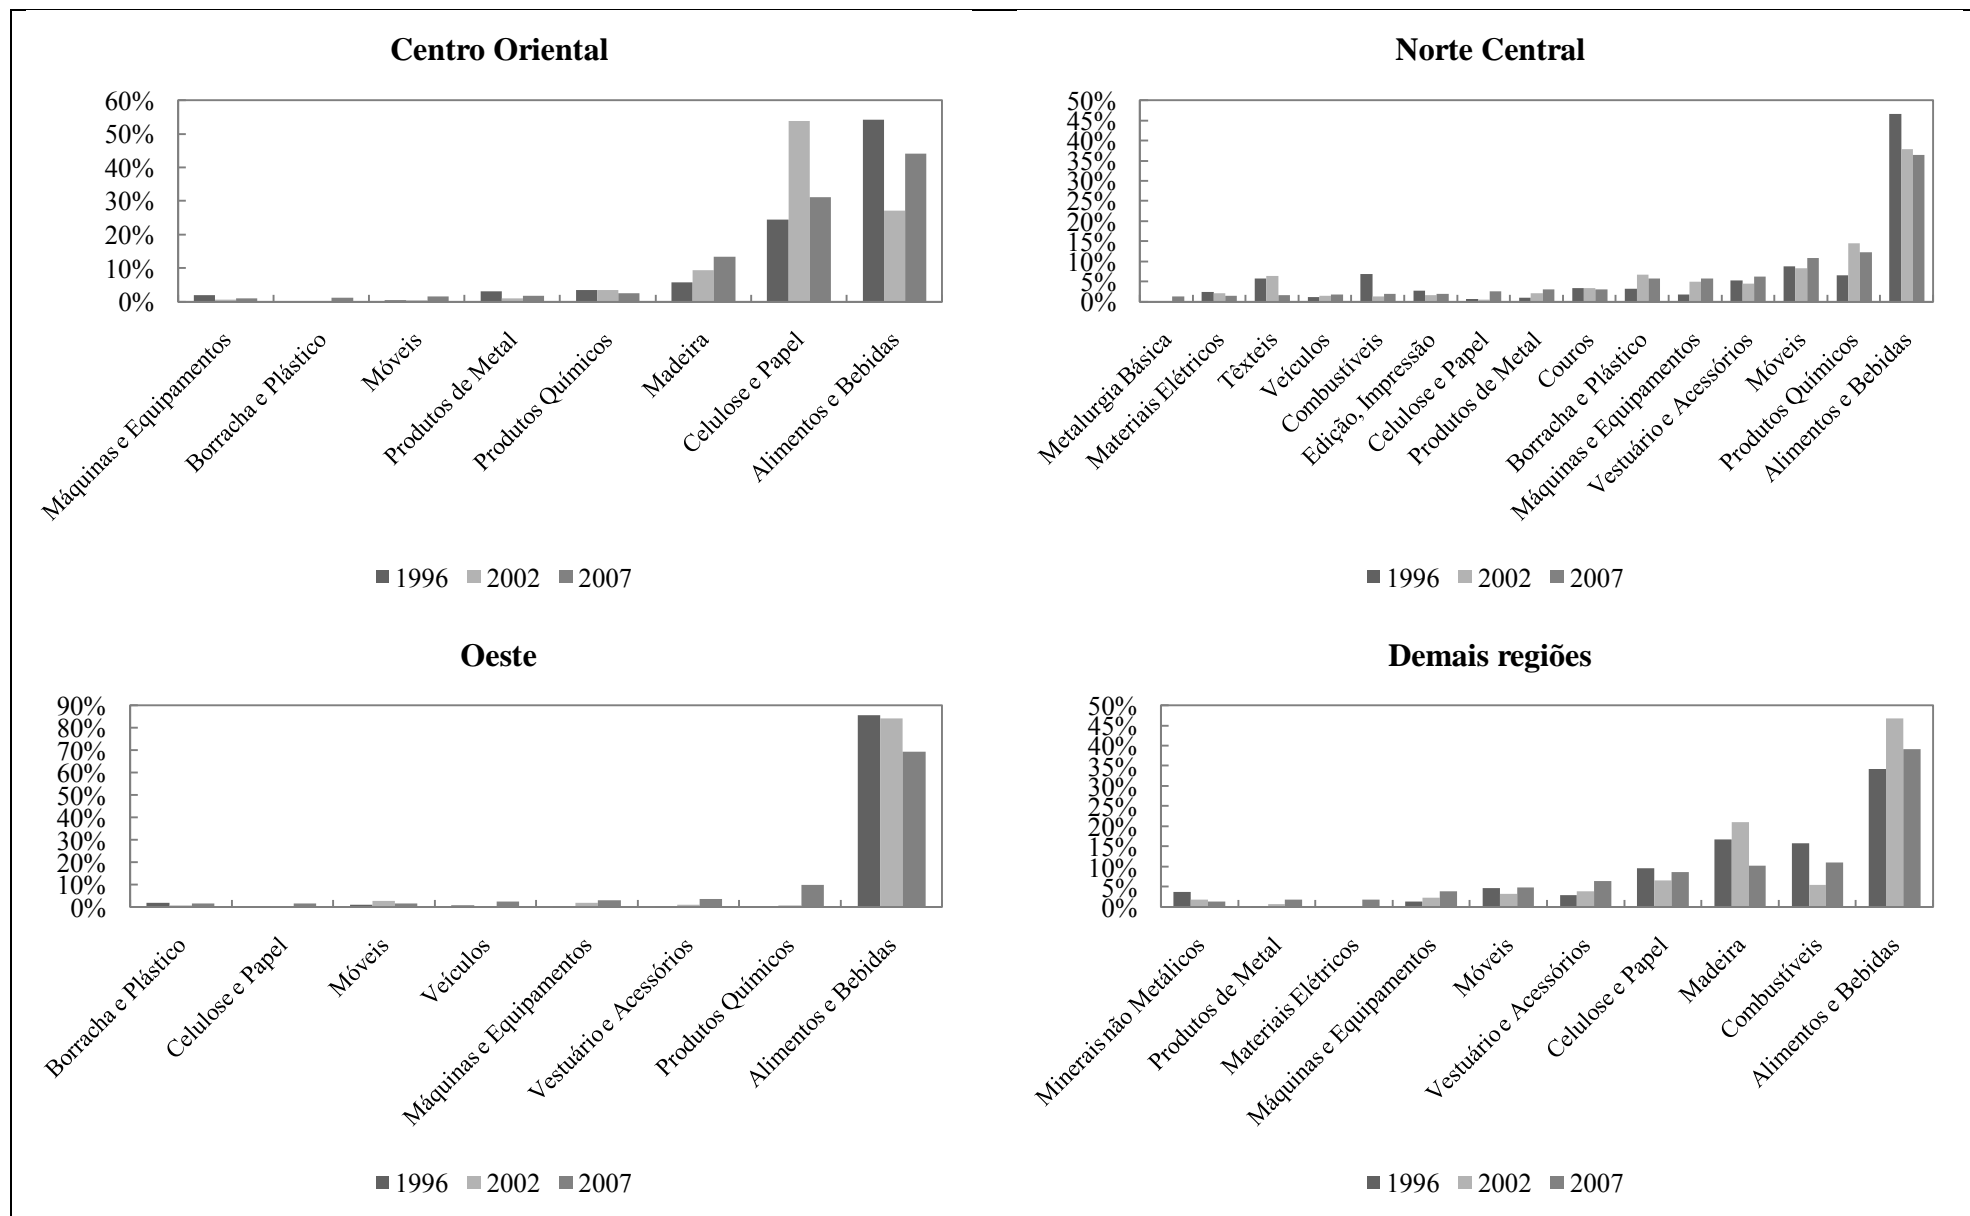 Centro Oriental
60%
50%
40%
30%
20%
10%
0%
Máquinas e Equipamentos
Borracha e Plástico
Móveis
Produtos de Metal
Produtos Químicos
Madeira
Celulose e Papel
Alimentos e Bebidas
1996 2002 2007
Norte Central
50%
45%
40%
35%
30%
25%
20%
15%
10%
5%
0%
Metalurgia Básica
Materiais Elétricos
Têxteis
Veículos
Combustíveis
Edição, Impressão
Celulose e Papel
Produtos de Metal
Couros
Borracha e Plástico
Máquinas e Equipamentos
Vestuário e Acessórios
Móveis
Produtos Químicos
Alimentos e Bebidas
1996 2002 2007
Oeste
90%
80%
70%
60%
50%
40%
30%
20%
10%
0%
Borracha e Plástico
Celulose e Papel
Móveis
Veículos
Máquinas e Equipamentos
Vestuário e Acessórios
Produtos Químicos
Alimentos e Bebidas
1996 2002 2007
Demais regiões
50%
45%
40%
35%
30%
25%
20%
15%
10%
5%
0%
Minerais não Metálicos
Produtos de Metal
Materiais Elétricos
Máquinas e Equipamentos
Móveis
Vestuário e Acessórios
Celulose e Papel
Madeira
Combustíveis
Alimentos e Bebidas
1996 2002 2007